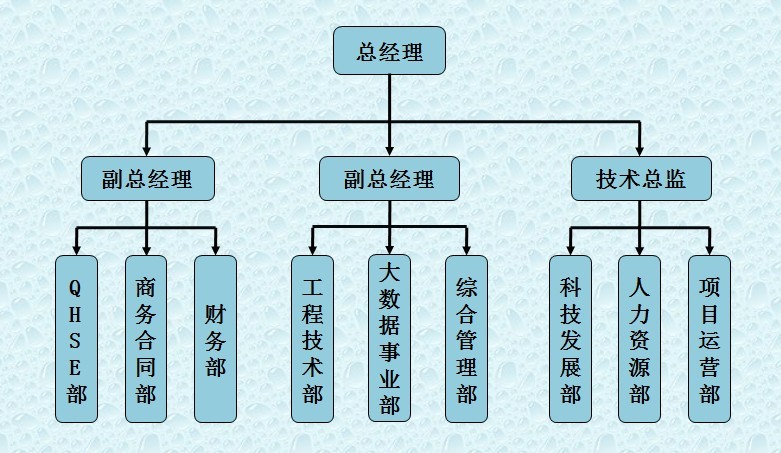 总经理
副总经理
副总经理
技术总监
QHSE部
商务合同部
财务部
工程技术部
大数据事业部
综合管理部
科技发展部
人力资源部
项目运营部